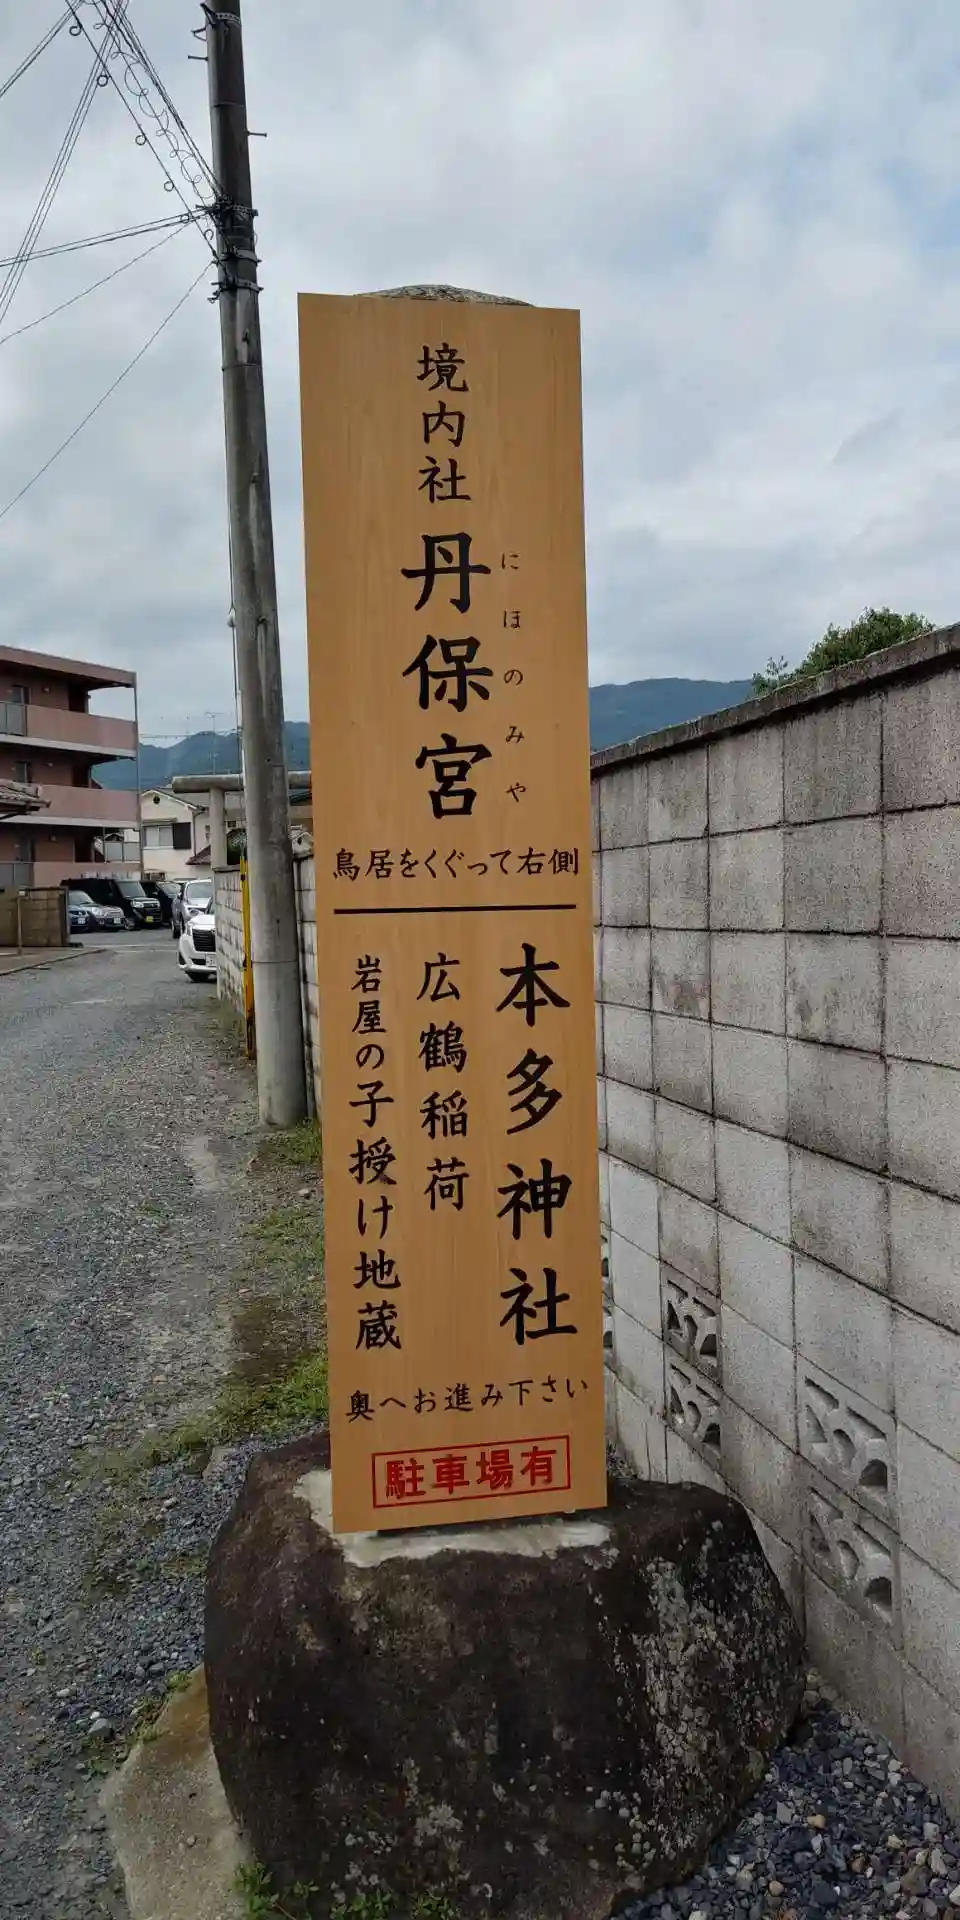 境内社 丹保宮
にほのみや
鳥居をくぐって右側
本多神社
広鶴稲荷
岩屋の子授け地蔵
奥へお進み下さい
駐車場有